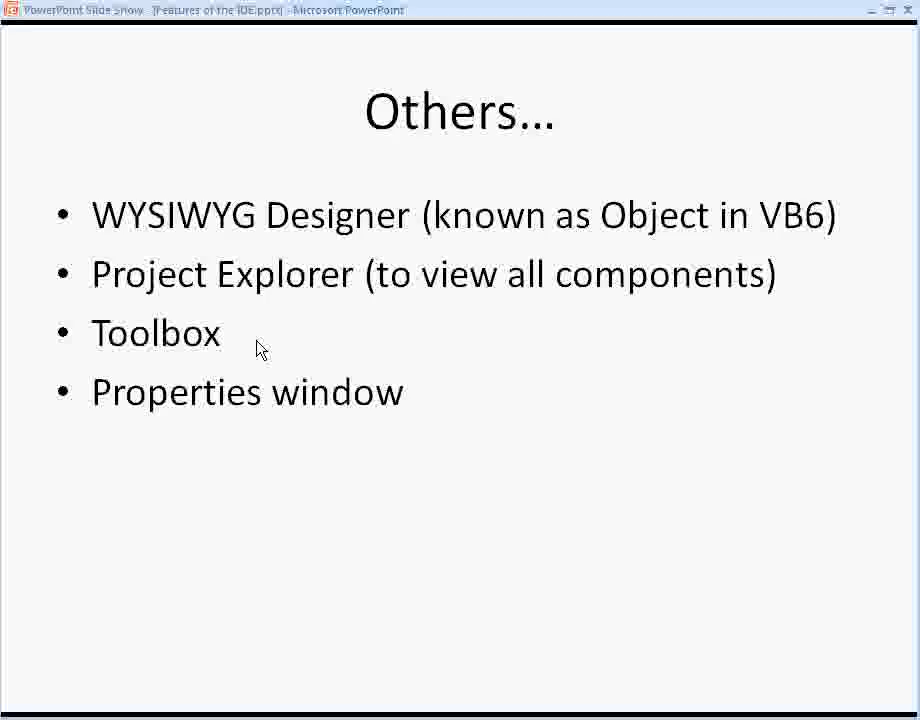 PowerPoint Slide Show - [Features of the IDE.pptx] - Microsoft PowerPoint
Others...
• WYSIWYG Designer (known as Object in VB6)
• Project Explorer (to view all components)
• Toolbox
• Properties window